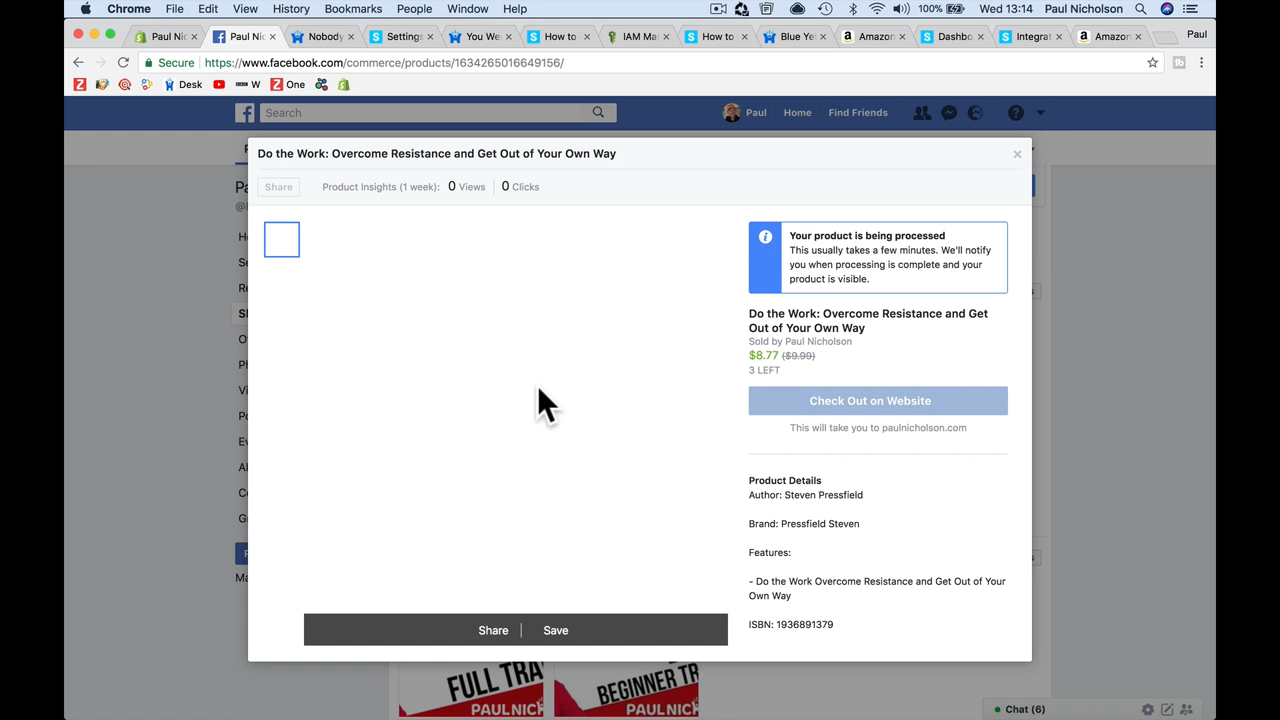 Chrome File Edit View History Bookmarks People Window Help 100% Wed 13:14 Paul Nicholson
Paul Nic Paul Nic Nobody Settings You We How to IAM Ma How to Blue Ye Amazon Dashbo Integrat Amazon Paul
Secure https://www.facebook.com/commerce/products/1634265016649156/
Desk W One
Search Paul Home Find Friends
Do the Work: Overcome Resistance and Get Out of Your Own Way
Share Product Insights (1 week): 0 Views 0 Clicks
Your product is being processed
This usually takes a few minutes. We'll notify
you when processing is complete and your
product is visible.
Do the Work: Overcome Resistance and Get
Out of Your Own Way
Sold by Paul Nicholson
$8.77 ($9.99)
3 LEFT
Check Out on Website
This will take you to paulnicholson.com
Product Details
Author: Steven Pressfield
Brand: Pressfield Steven
Features:
- Do the Work Overcome Resistance and Get Out of Your
Own Way
ISBN: 1936891379
Share Save
FULL TRA
PAUL NICK
BEGINNER TRA
PAUL NICH
Chat (6)